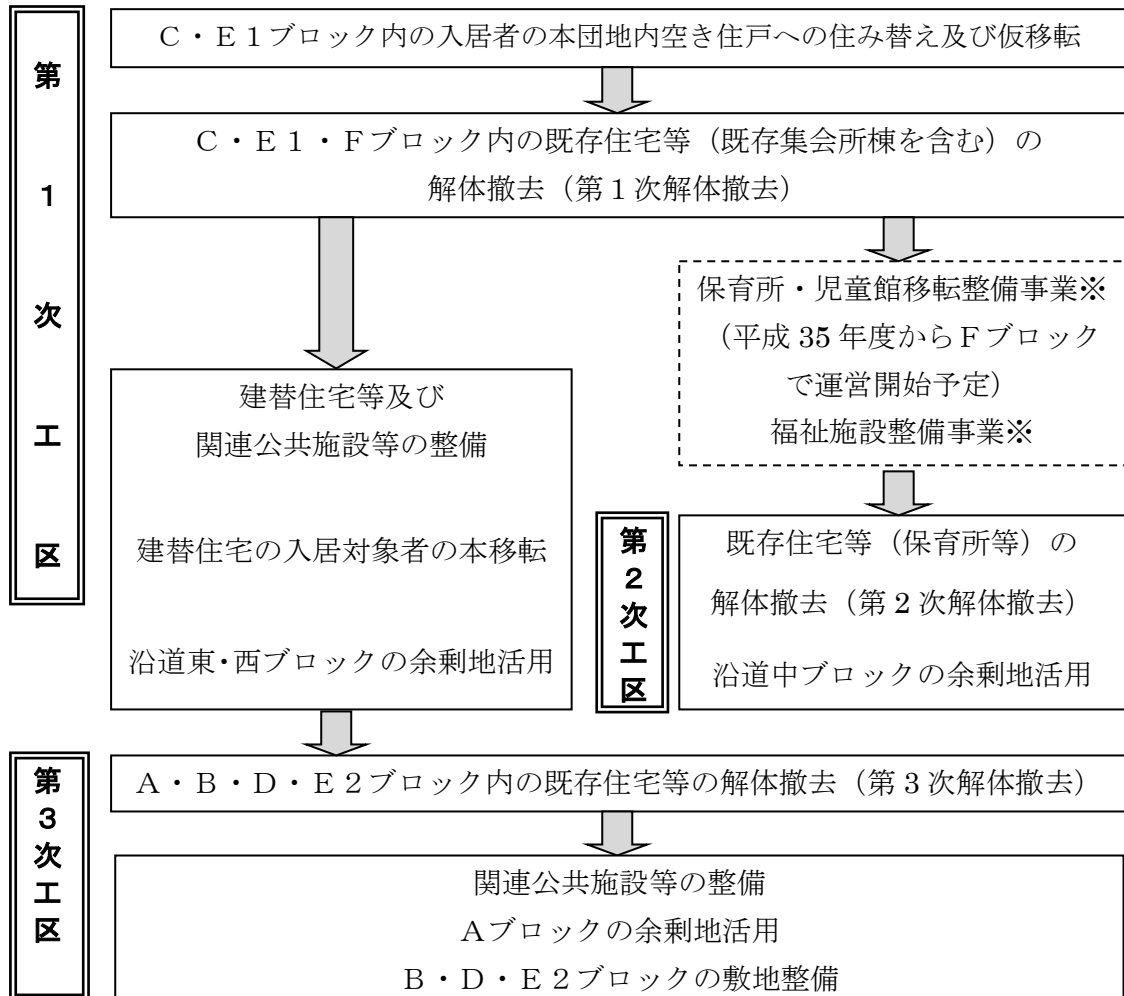 第１次工区
Ｃ・Ｅ１ブロック内の入居者の本団地内空き住戸への住み替え及び仮移転
Ｃ・Ｅ１・Ｆブロック内の既存住宅等（既存集会所棟を含む）の
解体撤去（第１次解体撤去）
保育所・児童館移転整備事業※
（平成 35 年度からＦブロック
で運営開始予定）
福祉施設整備事業※
建替住宅等及び
関連公共施設等の整備
建替住宅の入居対象者の本移転
沿道東・西ブロックの余剰地活用
第２次工区
既存住宅等（保育所等）の
解体撤去（第 2 次解体撤去）
沿道中ブロックの余剰地活用
第３次工区
Ａ・Ｂ・Ｄ・Ｅ２ブロック内の既存住宅等の解体撤去（第３次解体撤去）
関連公共施設等の整備
Ａブロックの余剰地活用
Ｂ・Ｄ・Ｅ２ブロックの敷地整備